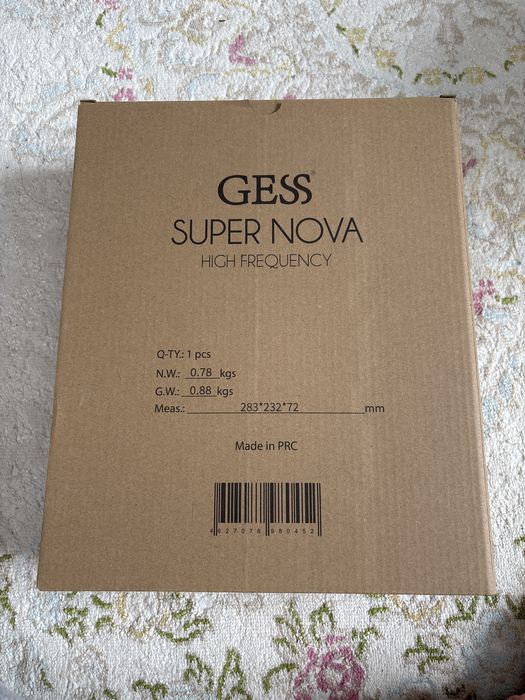 GESS®
SUPER NOVA
HIGH FREQUENCY
Q-TY.: 1 pcs
N.W.: 0.78 kgs
G.W.: 0.88 kgs
Meas.: 283*232*72 mm
Made in PRC
4627078980452